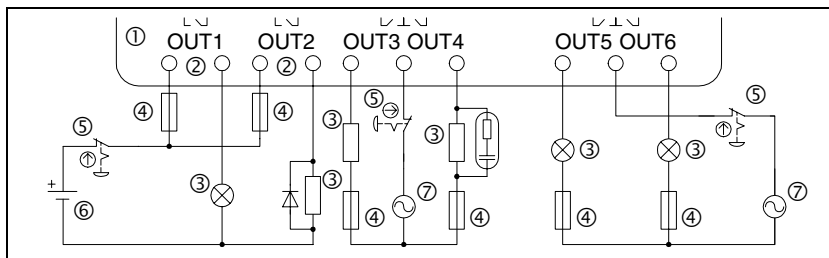 ① OUT1 OUT2 OUT3 OUT4 OUT5 OUT6
② ②
④ ④ ⑤ ⑤
⑤ ③ ③
③ ③
③ ③
+ ⑥ ④ ⑦ ④ ④ ④ ⑦